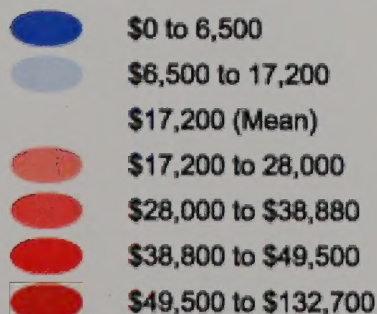 $0 to 6,500
$6,500 to 17,200
$17,200 (Mean)
$17,200 to 28,000
$28,000 to $38,880
$38,800 to $49,500
$49,500 to $132,700